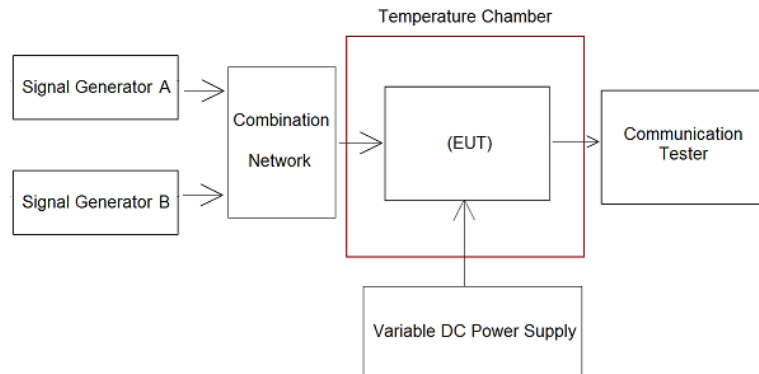 Temperature Chamber
Signal Generator A
Combination
Network
(EUT)
Communication
Tester
Signal Generator B
Variable DC Power Supply